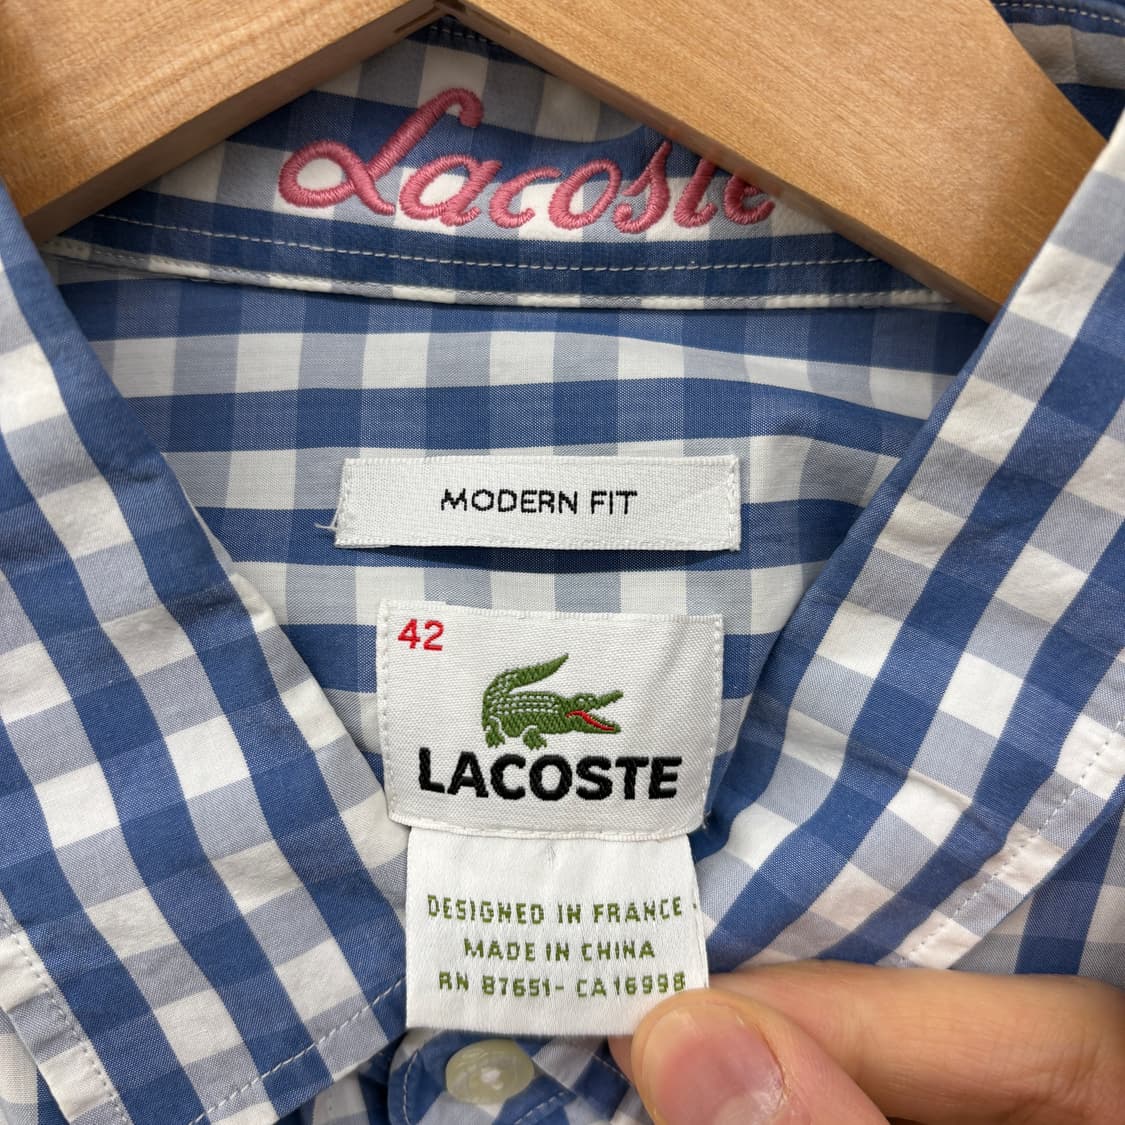 Lacoste
MODERN FIT
42
LACOSTE
DESIGNED IN FRANCE -
MADE IN CHINA
RN 87651- CA16998